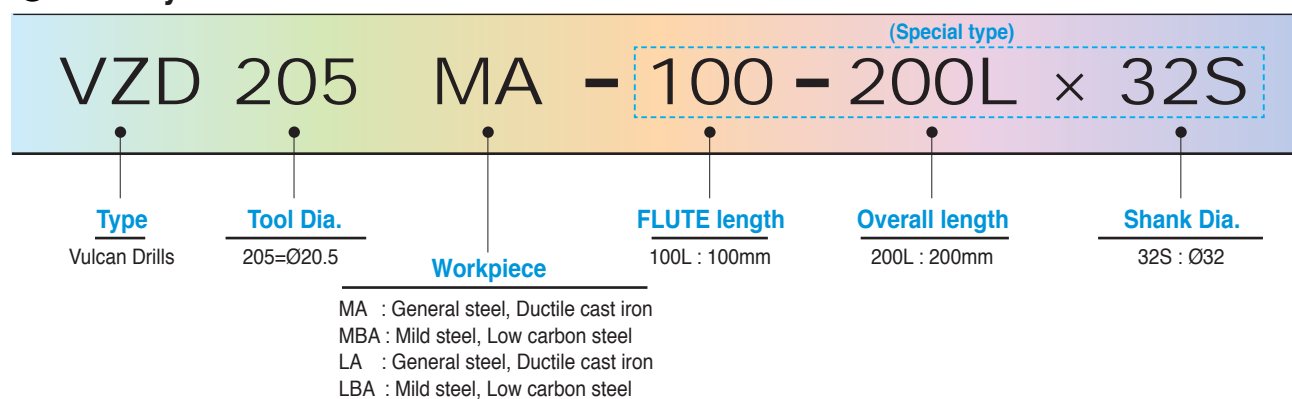 (Special type)
VZD 205 MA - 100 - 200L × 32S
Type Tool Dia. FLUTE length Overall length Shank Dia.
Vulcan Drills 205=Ø20.5 100L : 100mm 200L : 200mm 32S : Ø32
Workpiece
MA : General steel, Ductile cast iron
MBA : Mild steel, Low carbon steel
LA : General steel, Ductile cast iron
LBA : Mild steel, Low carbon steel